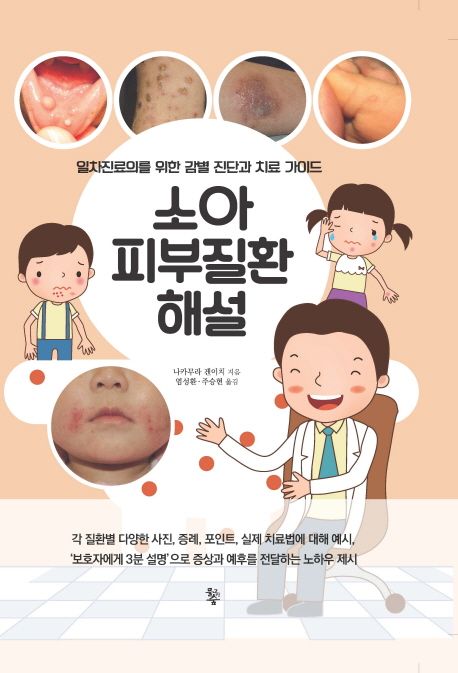 일차진료의를 위한 감별 진단과 치료 가이드
소아
피부질환
해설
나카무라 겐이치 지음
염성환·주승현 옮김
각 질환별 다양한 사진, 증례, 포인트, 실제 치료법에 대해 예시,
‘보호자에게 3분 설명’으로 증상과 예후를 전달하는 노하우 제시